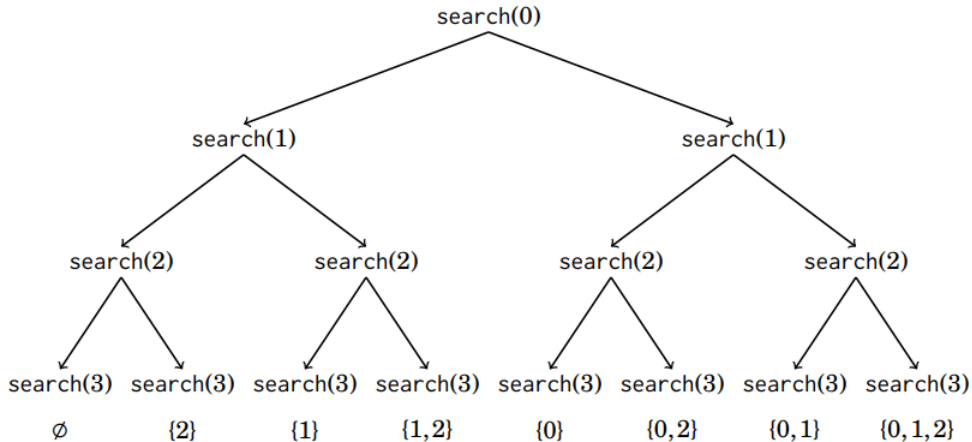 search(0)
search(1) search(1)
search(2) search(2) search(2) search(2)
search(3) search(3) search(3) search(3) search(3) search(3) search(3) search(3)
∅ {2} {1} {1,2} {0} {0,2} {0,1} {0,1,2}